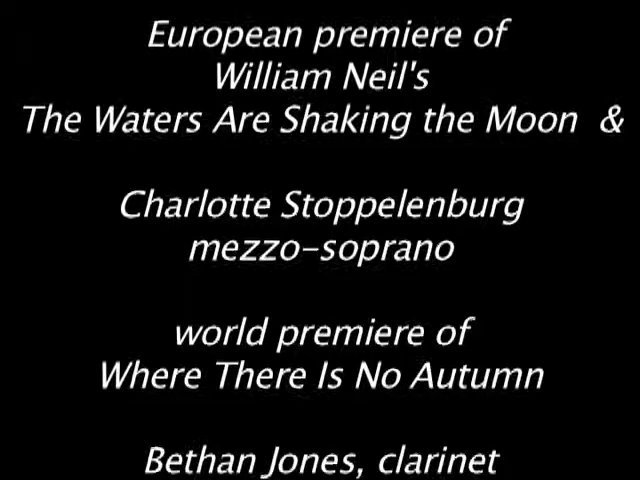 European premiere of
William Neil's
The Waters Are Shaking the Moon &
Charlotte Stoppelenburg
mezzo-soprano
world premiere of
Where There Is No Autumn
Bethan Jones, clarinet